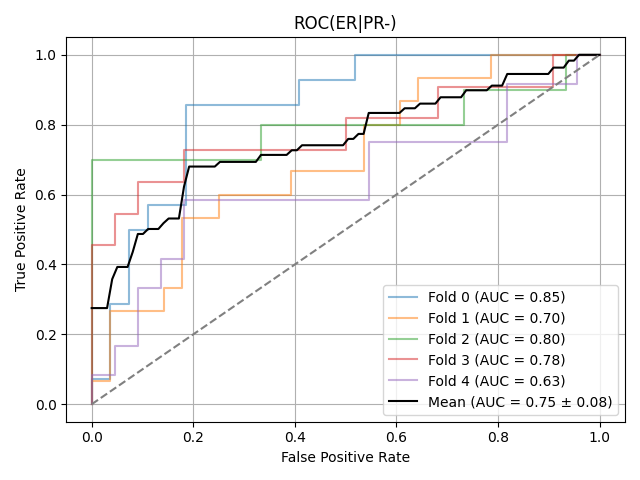 ROC(ER|PR-)
True Positive Rate
1.0
0.8
0.6
0.4
0.2
0.0
Fold 0 (AUC = 0.85)
Fold 1 (AUC = 0.70)
Fold 2 (AUC = 0.80)
Fold 3 (AUC = 0.78)
Fold 4 (AUC = 0.63)
Mean (AUC = 0.75 ± 0.08)
0.0 0.2 0.4 0.6 0.8 1.0
False Positive Rate